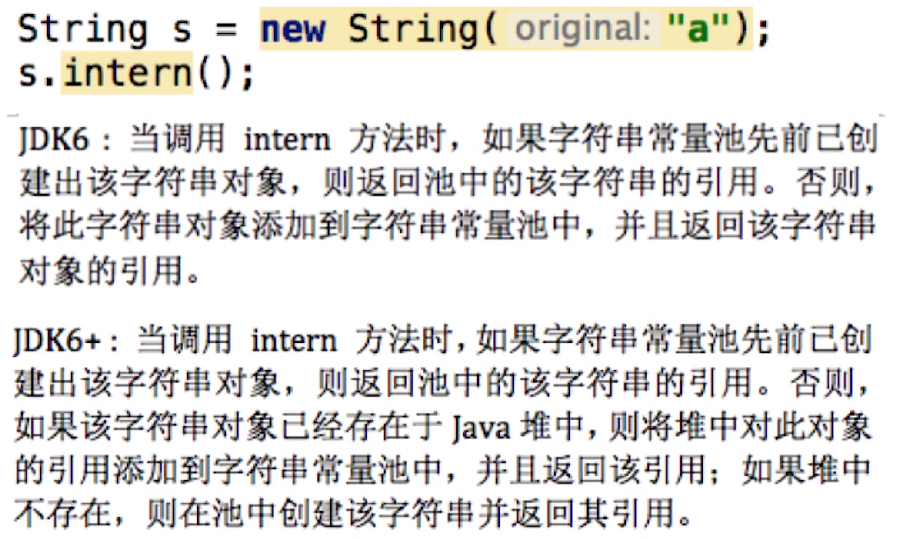 String s = new String( original: "a");
s.intern();
JDK6：当调用 intern 方法时，如果字符串常量池先前已创
建出该字符串对象，则返回池中的该字符串的引用。否则，
将此字符串对象添加到字符串常量池中，并且返回该字符串
对象的引用。
JDK6+：当调用 intern 方法时，如果字符串常量池先前已创
建出该字符串对象，则返回池中的该字符串的引用。否则，
如果该字符串对象已经存在于 Java 堆中，则将堆中对此对象
的引用添加到字符串常量池中，并且返回该引用；如果堆中
不存在，则在池中创建该字符串并返回其引用。